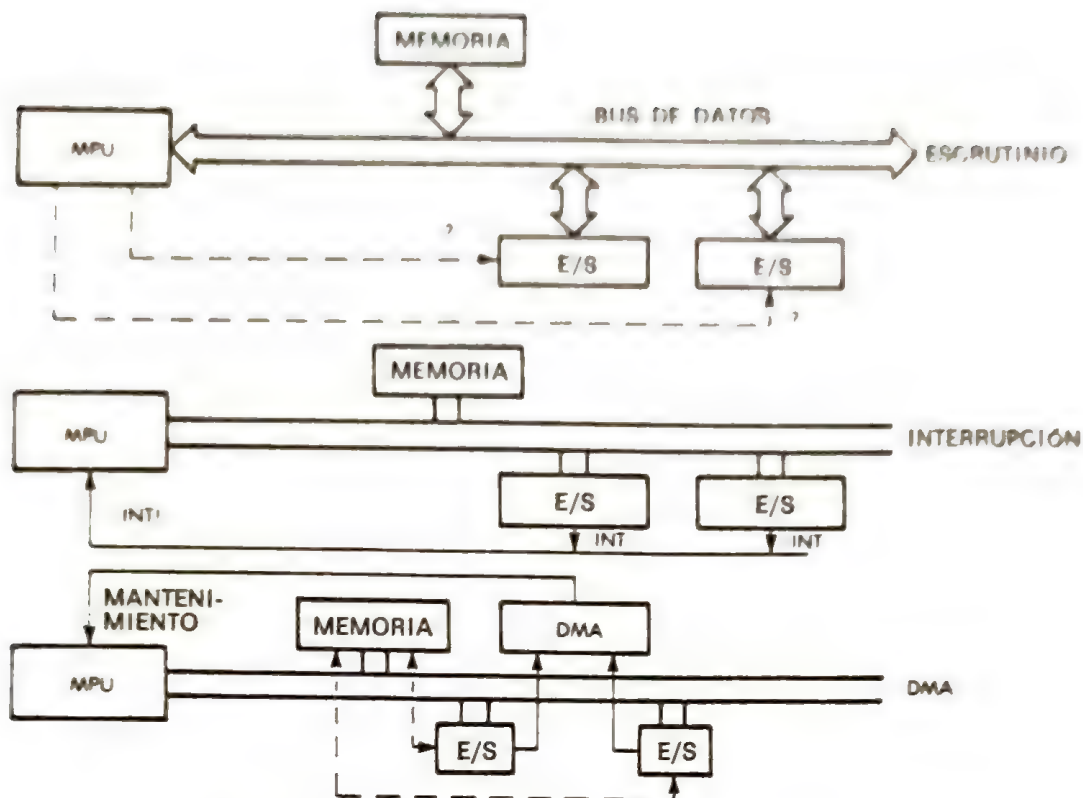 MEMORIA
BUS DE DATOS
MPU
ESCRUTINIO
?
E/S
E/S
?
MEMORIA
MPU
INTERRUPCIÓN
E/S
E/S
INT
INT
INT
MANTENI-
MIENTO
MEMORIA
DMA
MPU
DMA
E/S
E/S